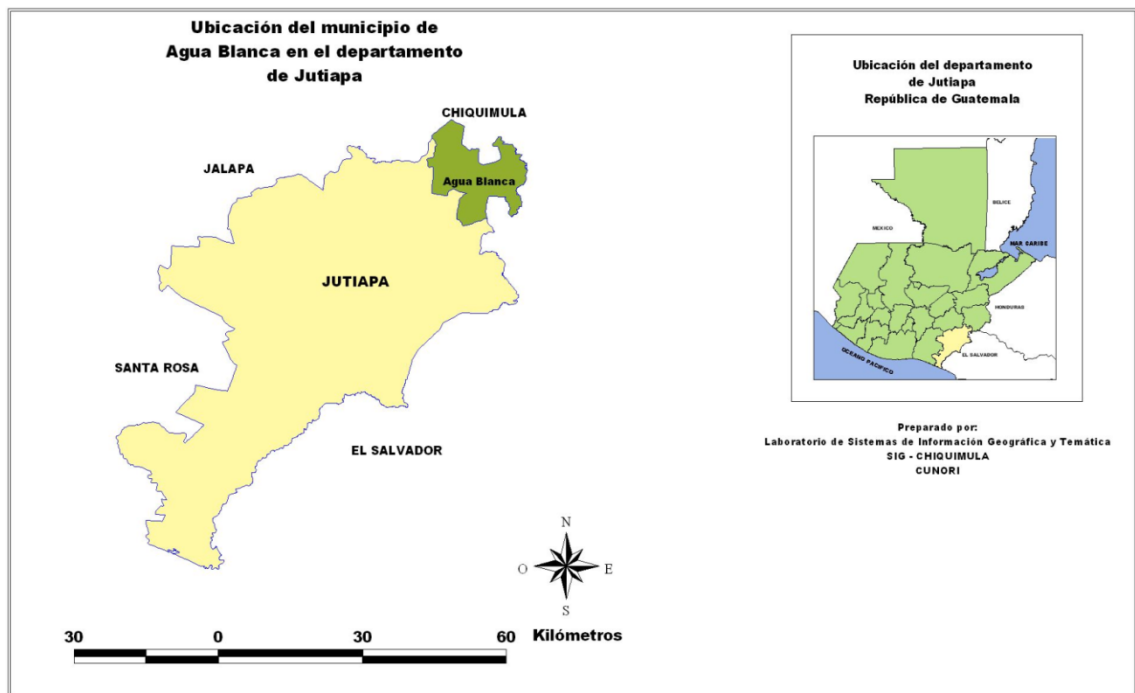 Ubicación del municipio de
Agua Blanca en el departamento
de Jutiapa
CHIQUIMULA
JALAPA
Agua Blanca
JUTIAPA
SANTA ROSA
EL SALVADOR
N
O
E
S
30 0 30 60 Kilómetros
Ubicación del departamento
de Jutiapa
República de Guatemala
BELICE
MEXICO
MAR CARIBE
HONDURAS
EL SALVADOR
OCEANO PACIFICO
Preparado por:
Laboratorio de Sistemas de Información Geográfica y Temática
SIG - CHIQUIMULA
CUNORI